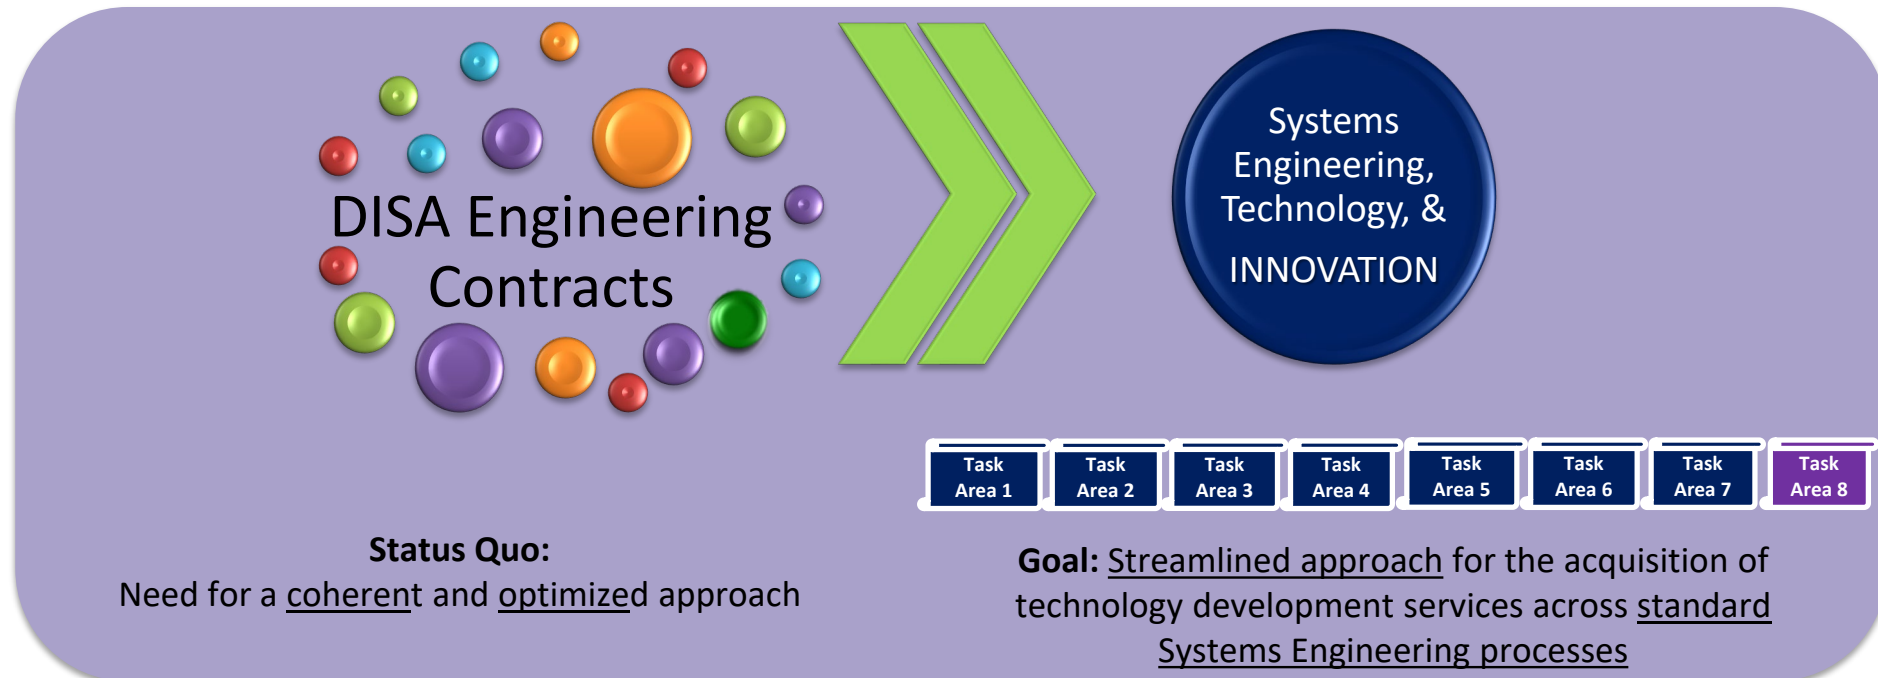 DISA Engineering
Contracts
Systems
Engineering,
Technology, &
INNOVATION
Task
Area 1
Task
Area 2
Task
Area 3
Task
Area 4
Task
Area 5
Task
Area 6
Task
Area 7
Task
Area 8
Status Quo:
Need for a coherent and optimized approach
Goal: Streamlined approach for the acquisition of
technology development services across standard
Systems Engineering processes